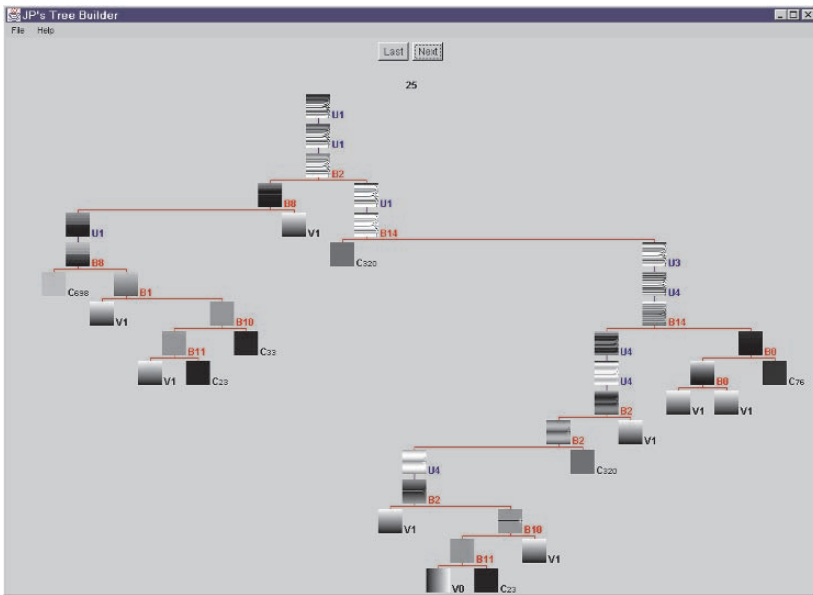 JP's Tree Builder
File Help
Last Next
25
U1
U1
B2
B8 U1
U1 V1 B14
B8 C320 U3
C698 B1 U4
V1 B10 B14
B11 C33 U4 B0
V1 C23 U4 B0 C76
B2 V1 V1
B2 V1
U4 C320
B2
V1 B10
B11 V1
V0 C23